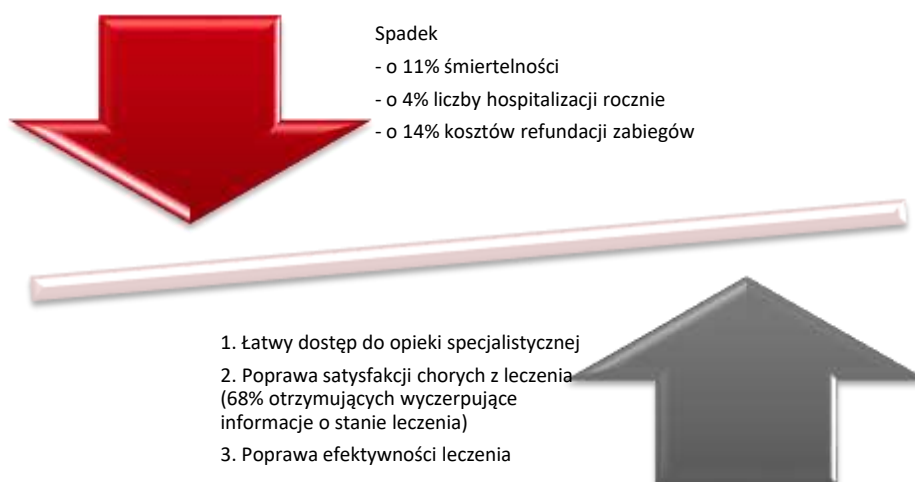 Spadek
- o 11% śmiertelności
- o 4% liczby hospitalizacji rocznie
- o 14% kosztów refundacji zabiegów
1. Łatwy dostęp do opieki specjalistycznej
2. Poprawa satysfakcji chorych z leczenia
(68% otrzymujących wyczerpujące
informacje o stanie leczenia)
3. Poprawa efektywności leczenia